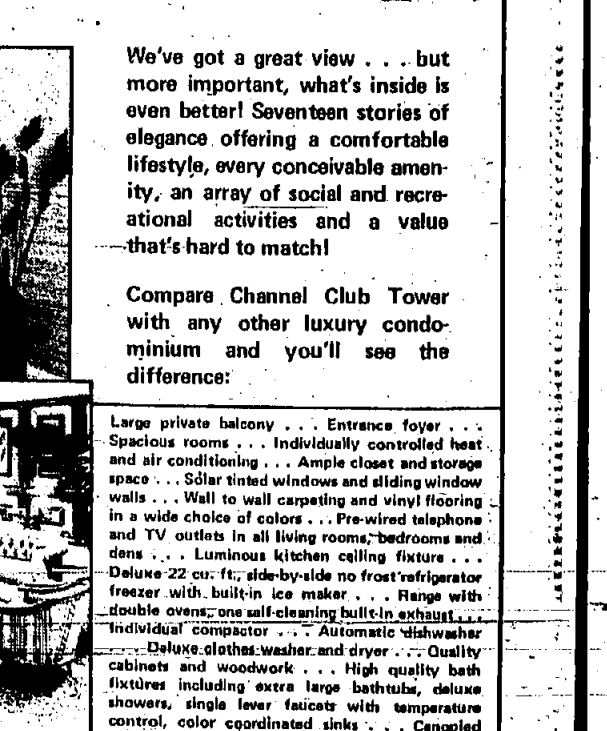 We've got a great view . . . but
more important, what's inside is
even better! Seventeen stories of
elegance offering a comfortable
lifestyle, every conceivable amen-
ity, an array of social and recre-
ational activities and a value
that's hard to match!
Compare Channel Club Tower
with any other luxury condo-
minium and you'll see the
difference:
Large private balcony . . . Entrance foyer . . .
Spacious rooms . . . Individually controlled heat
and air conditioning . . . Ample closet and storage
space . . . Solar tinted windows and sliding window
walls . . . Wall to wall carpeting and vinyl flooring
in a wide choice of colors . . . Pre-wired telephone
and TV outlets in all living rooms, bedrooms and
dens . . . Luminous kitchen ceiling fixture . . .
Deluxe 22 cu. ft., side-by-side no frost refrigerator
freezer with built-in ice maker . . . Range with
double ovens, one self-cleaning built-in exhaust . . .
Individual compactor . . . Automatic dishwasher
. . . Deluxe clothes washer and dryer . . . Quality
cabinets and woodwork . . . High quality bath
fixtures including extra large bathtubs, deluxe
showers, single lever faucets with temperature
control, color coordinated sinks . . . Canopied